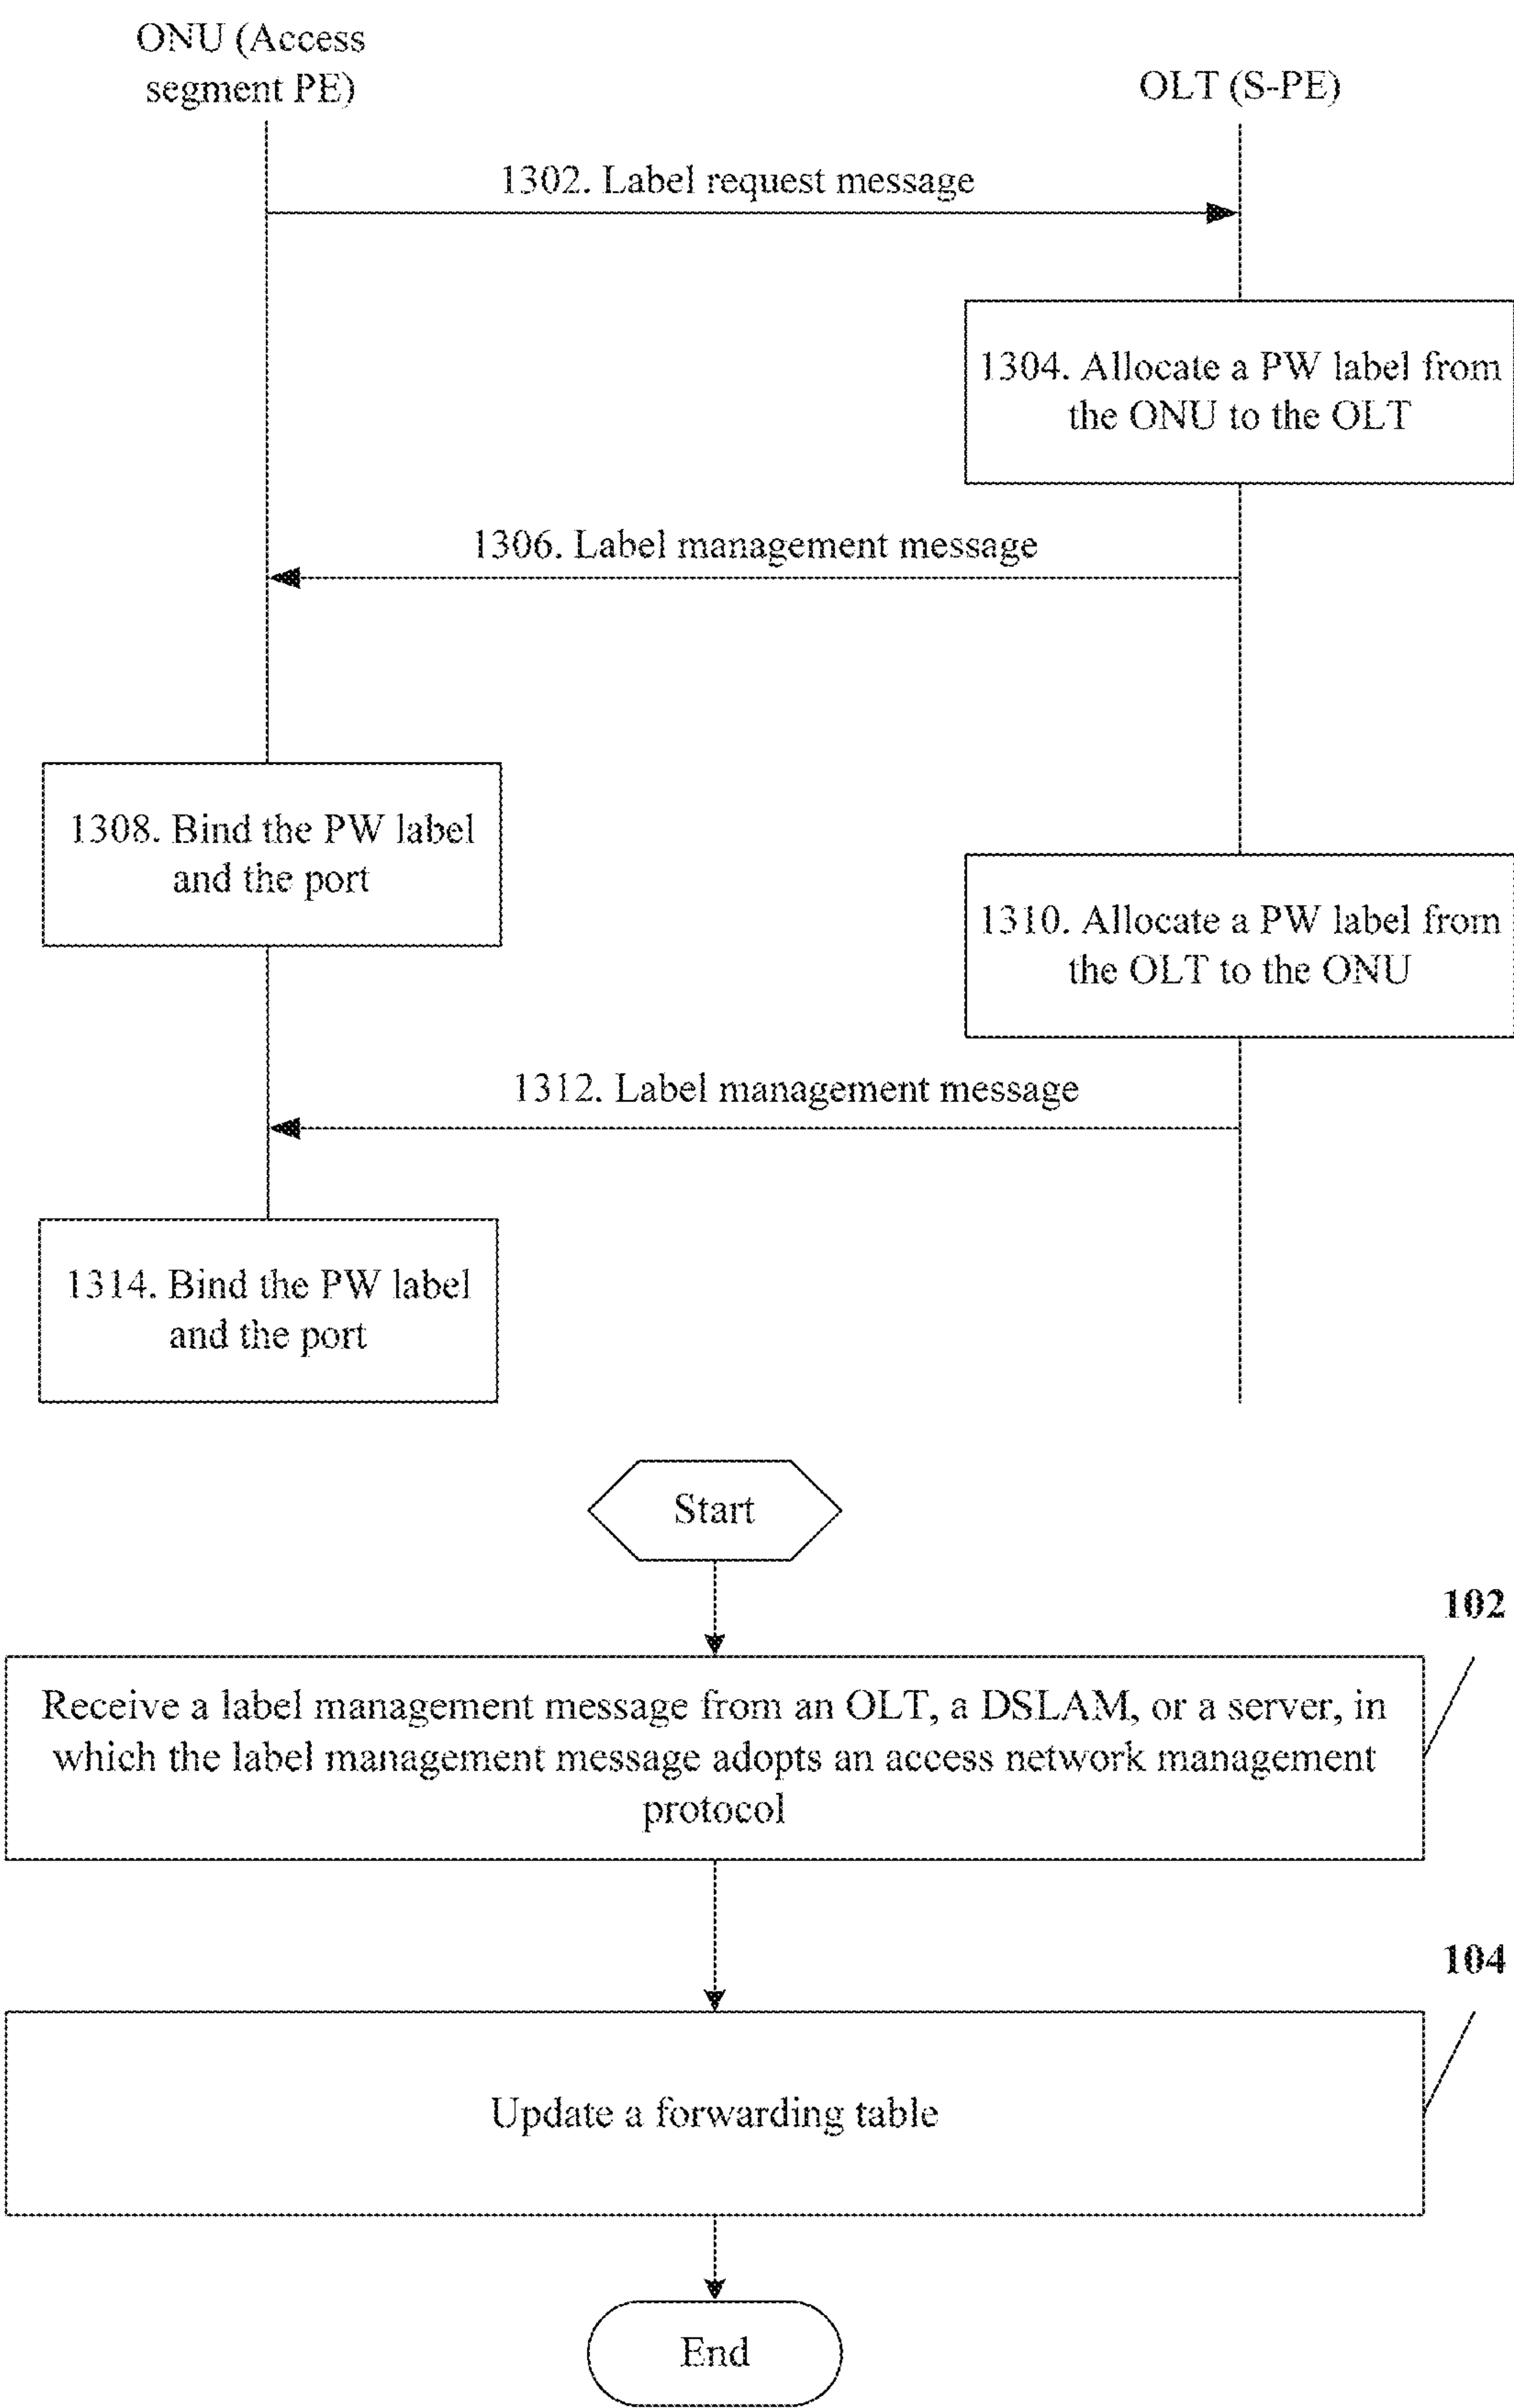 ONU (Access
segment PE)
OLT (S-PE)
1302. Label request message
1304. Allocate a PW label from
the ONU to the OLT
1306. Label management message
1308. Bind the PW label
and the port
1310. Allocate a PW label from
the OLT to the ONU
1312. Label management message
1314. Bind the PW label
and the port
Start
102
Receive a label management message from an OLT, a DSLAM, or a server, in
which the label management message adopts an access network management
protocol
104
Update a forwarding table
End